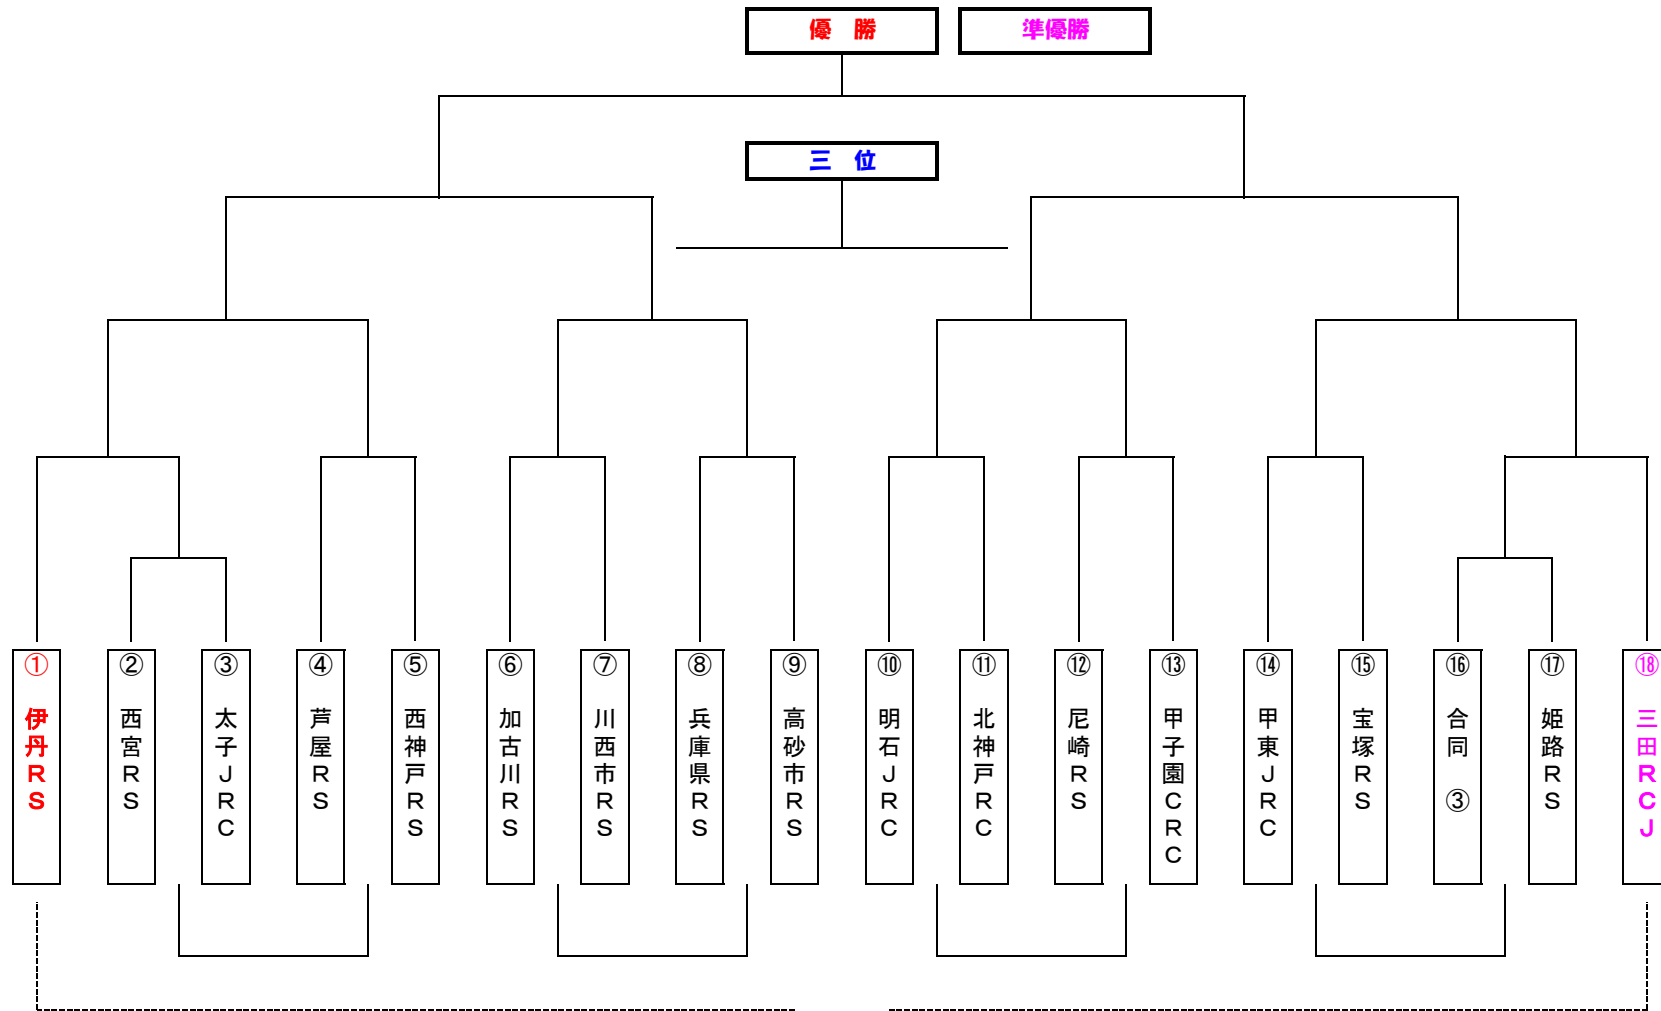 優　勝
準優勝
三　位
① 伊丹ＲＳ
② 西宮ＲＳ
③ 太子ＪＲＣ
④ 芦屋ＲＳ
⑤ 西神戸ＲＳ
⑥ 加古川ＲＳ
⑦ 川西市ＲＳ
⑧ 兵庫県ＲＳ
⑨ 高砂市ＲＳ
⑩ 明石ＪＲＣ
⑪ 北神戸ＲＣ
⑫ 尼崎ＲＳ
⑬ 甲子園ＣＲＣ
⑭ 甲東ＪＲＣ
⑮ 宝塚ＲＳ
⑯ 合同　③
⑰ 姫路ＲＳ
⑱ 三田ＲＣＪ